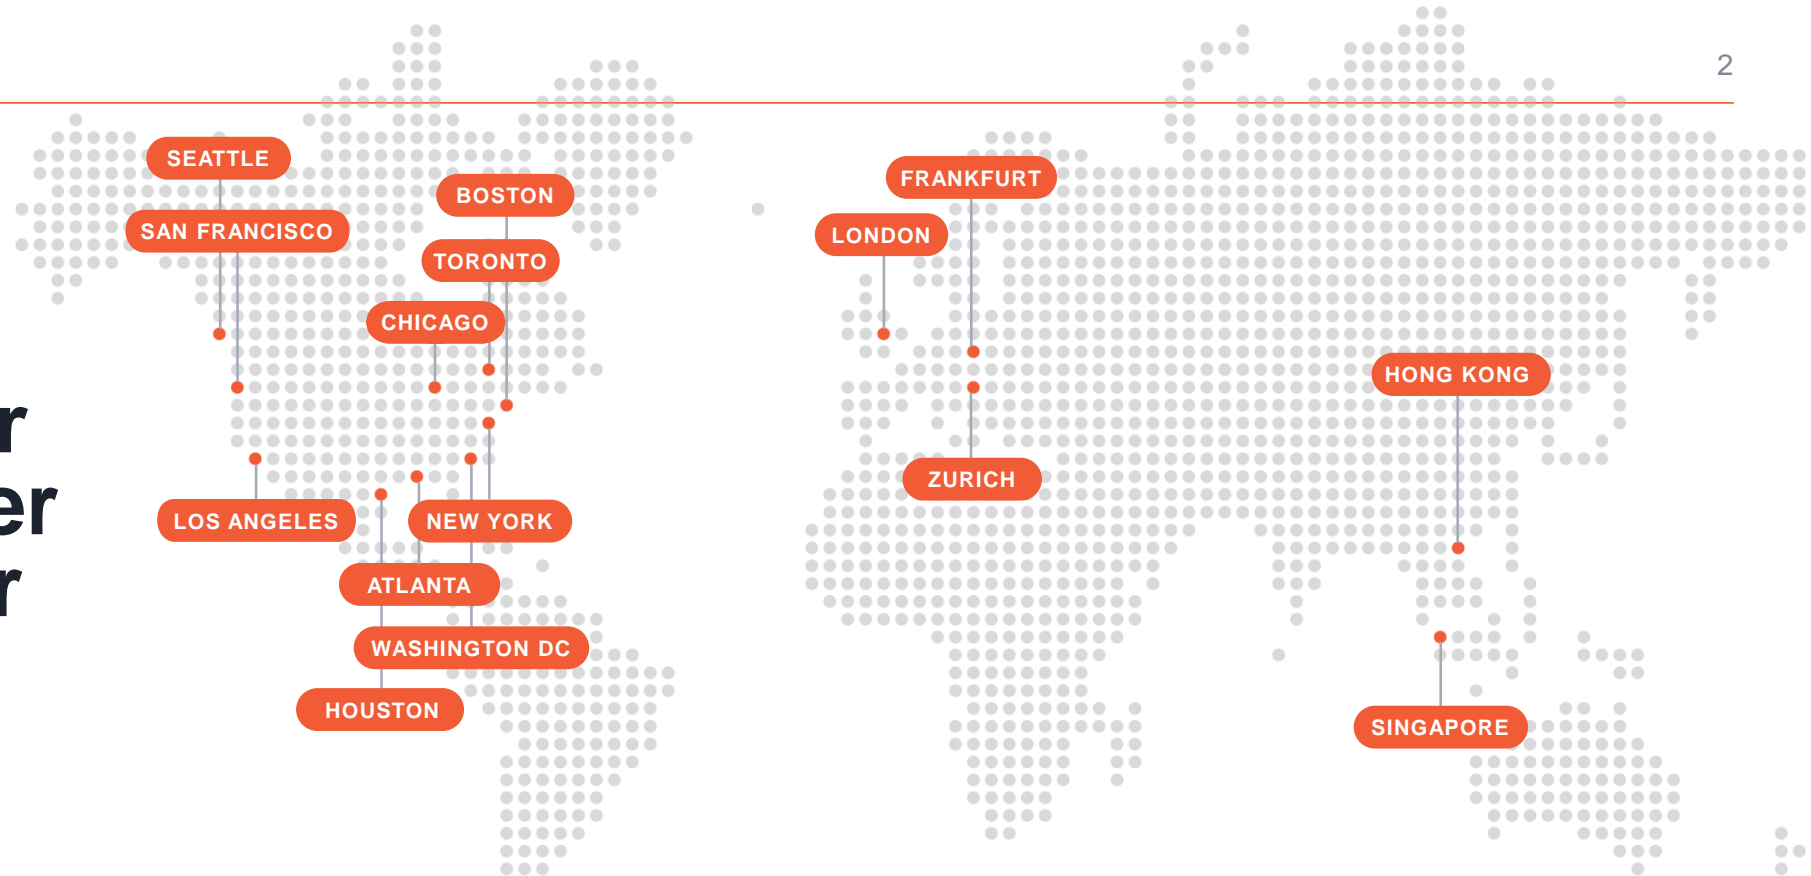 2
SEATTLE
SAN FRANCISCO
BOSTON
TORONTO
CHICAGO
LOS ANGELES
NEW YORK
ATLANTA
WASHINGTON DC
HOUSTON
FRANKFURT
LONDON
ZURICH
HONG KONG
SINGAPORE